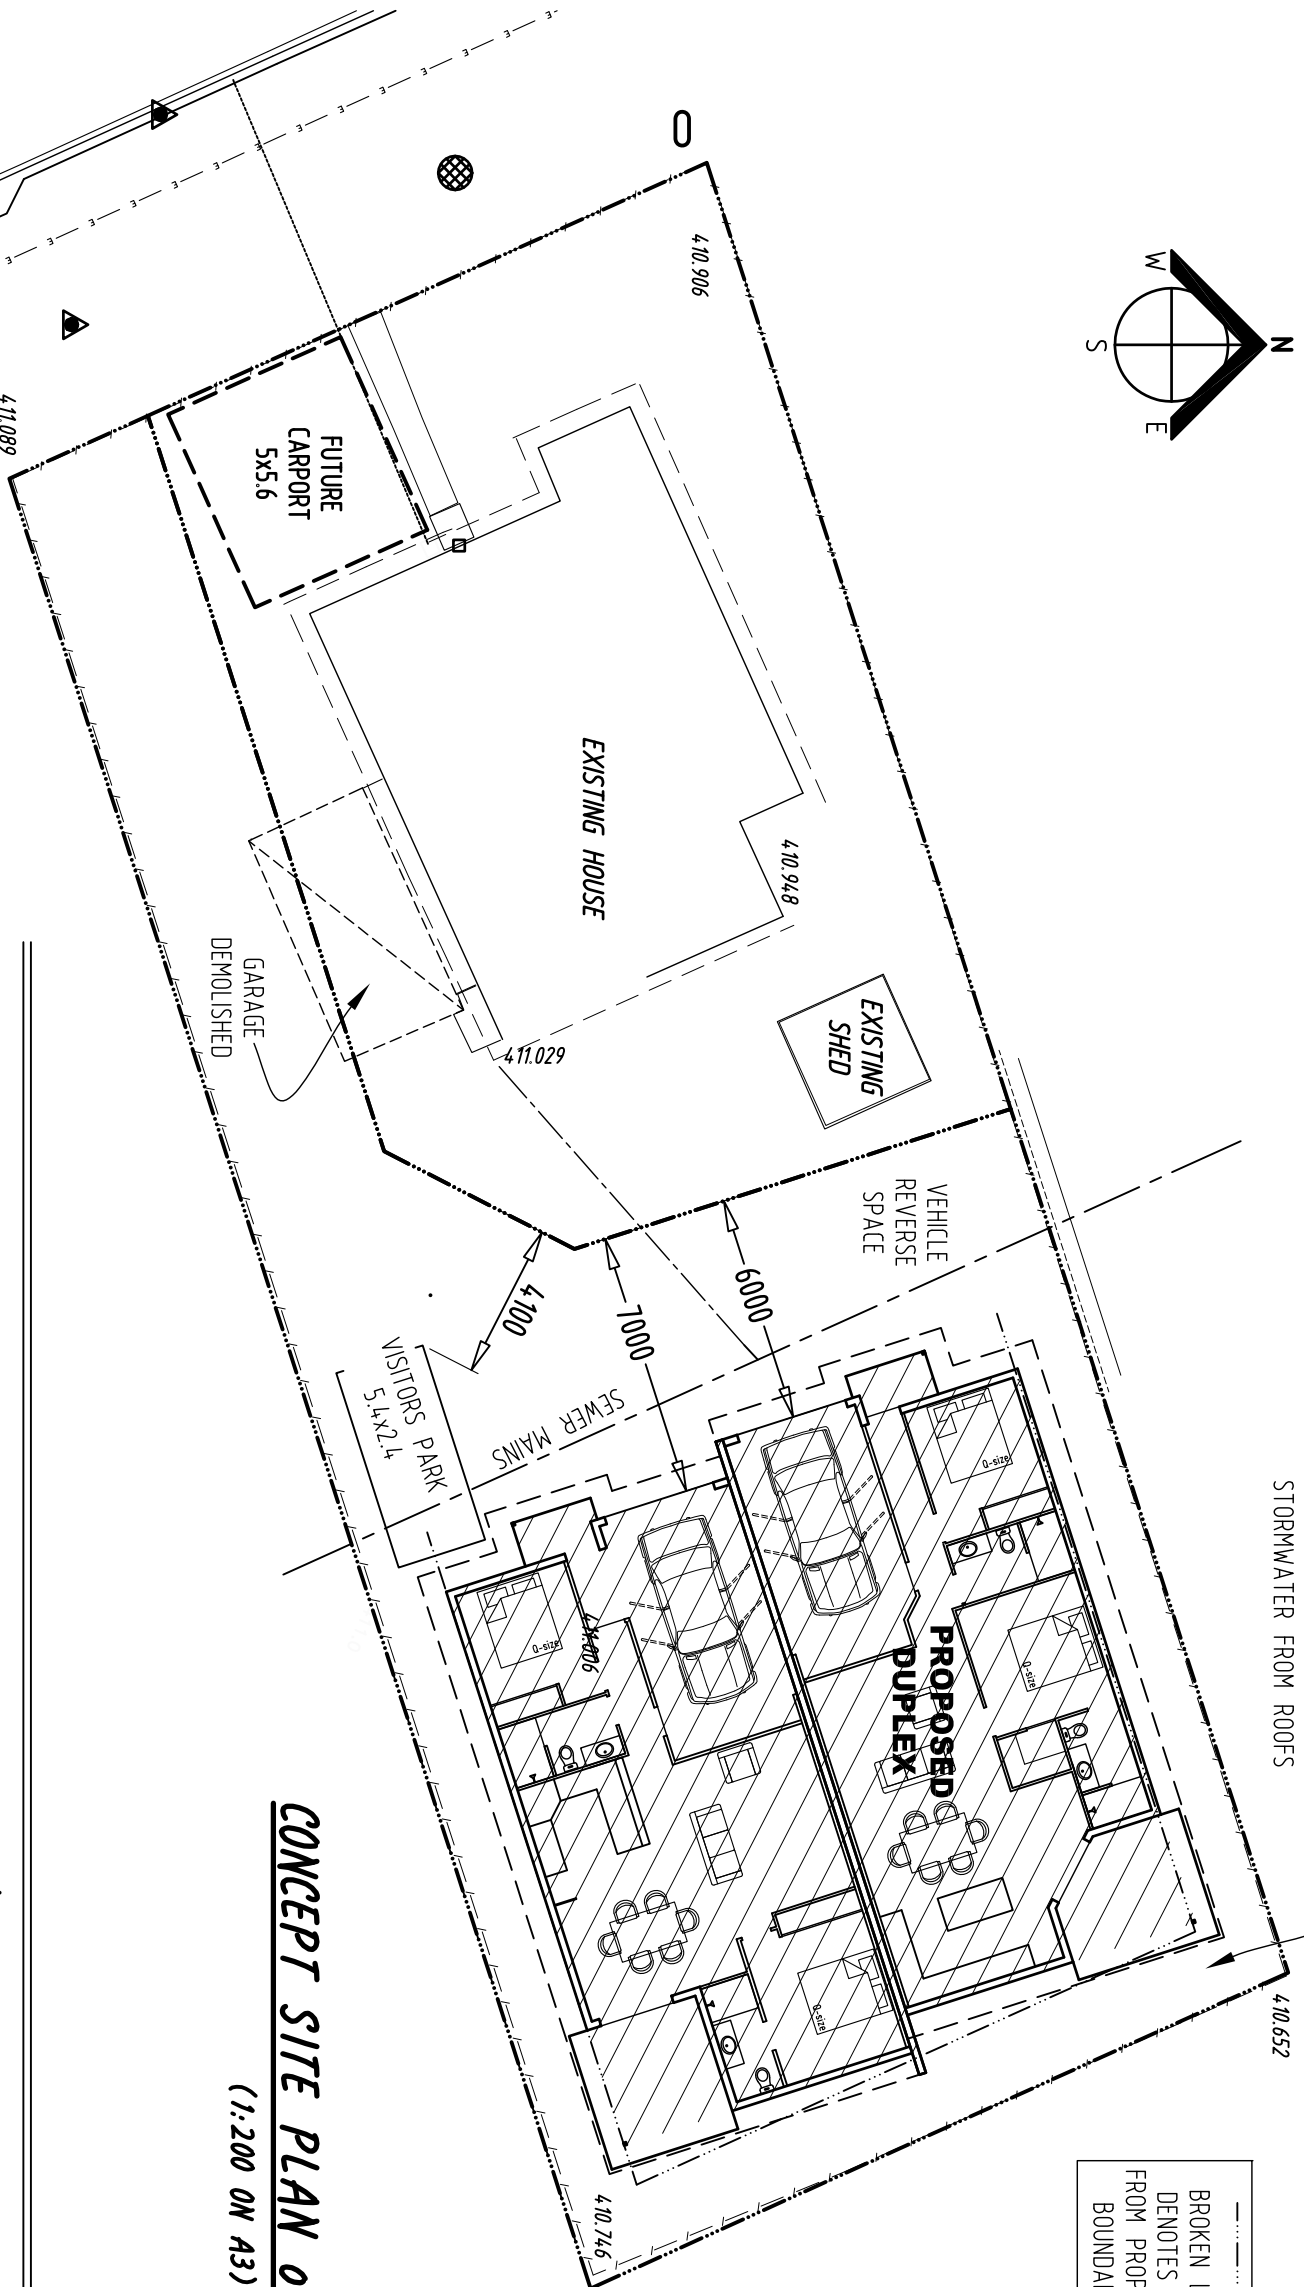 N
W
E
S
410.906
411.089
FUTURE
CARPORT
5x5.6
EXISTING HOUSE
410.948
EXISTING
SHED
GARAGE
DEMOLISHED
411.029
VEHICLE
REVERSE
SPACE
6000
7000
4100
VISITORS PARK
5.4x2.4
SEWER MAINS
STORMWATER FROM ROOFS
PROPOSED
DUPLEX
Q-size
Q-size
Q-size
Q-size
411.006
410.652
410.746
BROKEN L
DENOTES
FROM PROP
BOUNDA
CONCEPT SITE PLAN O
(1:200 ON A3)
E E E E E E E E E E E E E